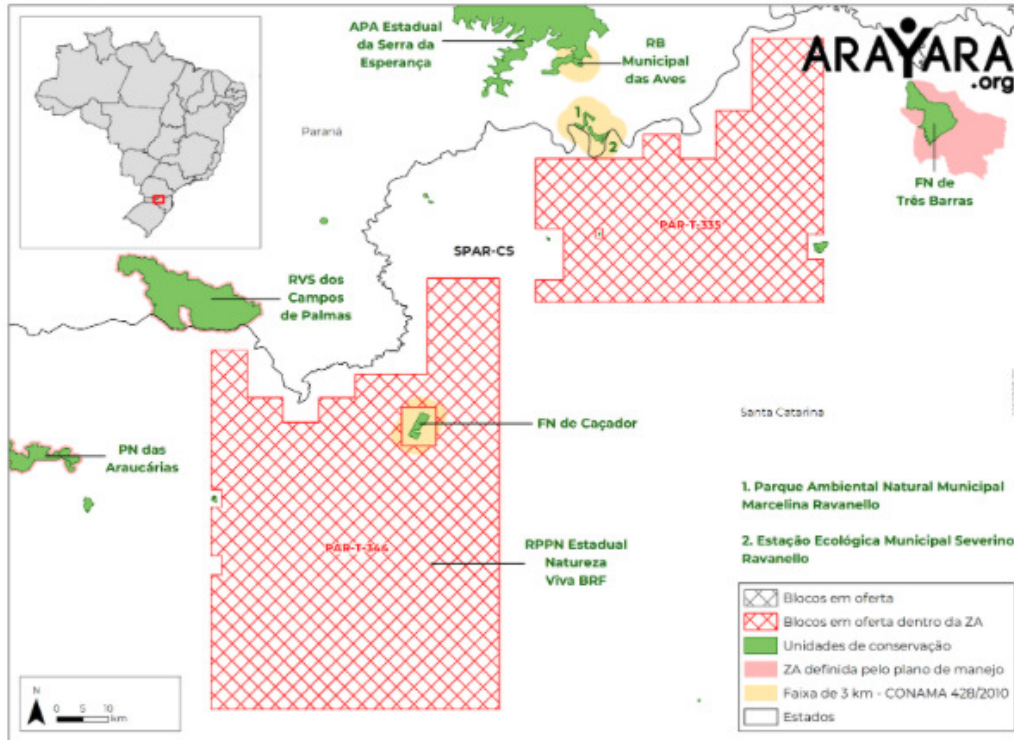 APA Estadual
da Serra da
Esperança
RB
Municipal
das Aves
ARAYARA
.org
Paraná
1
2
FN de
Três Barras
PAR-T-335
SPAR-CS
RVS dos
Campos
de Palmas
Santa Catarina
FN de Caçador
PN das
Araucárias
1. Parque Ambiental Natural Municipal
Marcelina Ravanello
2. Estação Ecológica Municipal Severino
Ravanello
PAR-T-344
RPPN Estadual
Natureza
Viva BRF
Blocos em oferta
Blocos em oferta dentro da ZA
Unidades de conservação
ZA definida pelo plano de manejo
Faixa de 3 km - CONAMA 428/2010
Estados
N
0 5 10
km